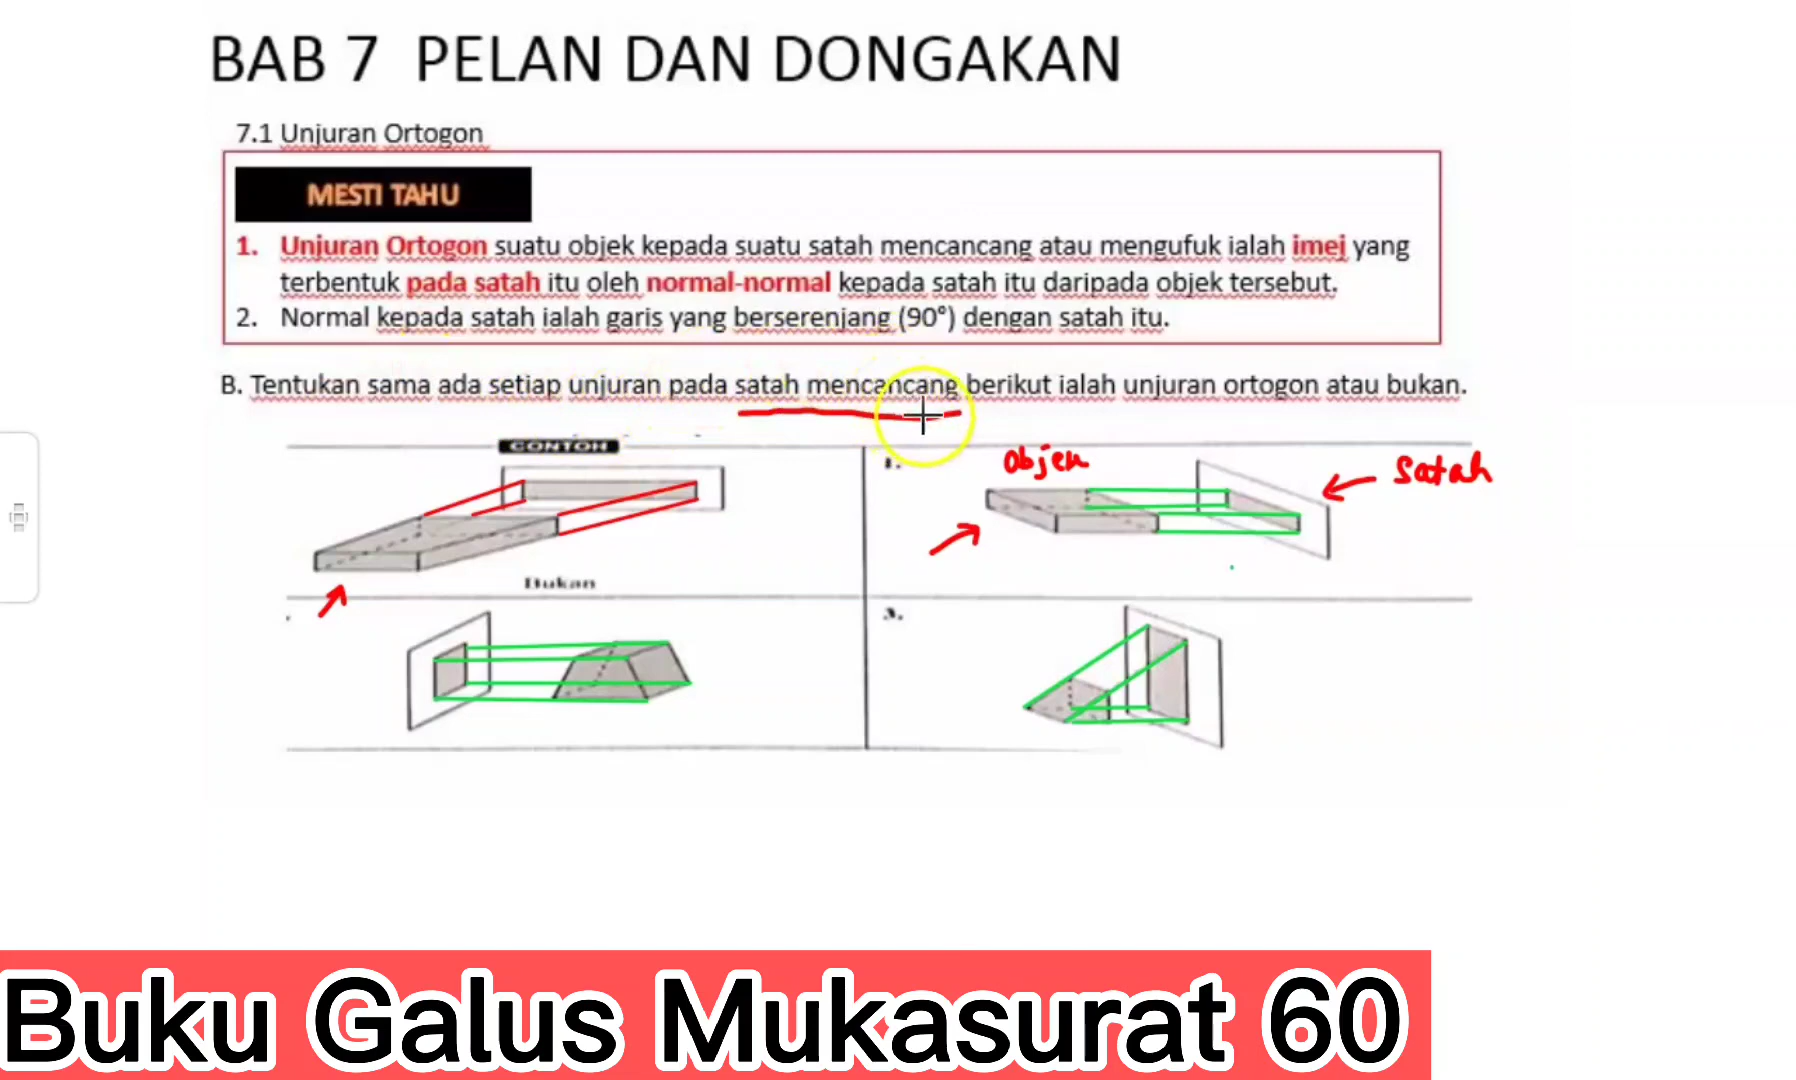 BAB 7 PELAN DAN DONGAKAN
7.1 Unjuran Ortogon
MESTI TAHU
1. Unjuran Ortogon suatu objek kepada suatu satah mencancang atau mengufuk ialah imej yang
terbentuk pada satah itu oleh normal-normal kepada satah itu daripada objek tersebut.
2. Normal kepada satah ialah garis yang berserenjang (90°) dengan satah itu.
B. Tentukan sama ada setiap unjuran pada satah mencancang berikut ialah unjuran ortogon atau bukan.
CONTOH
Bukan
1.
Objek
Satah
3.
Buku Galus Mukasurat 60